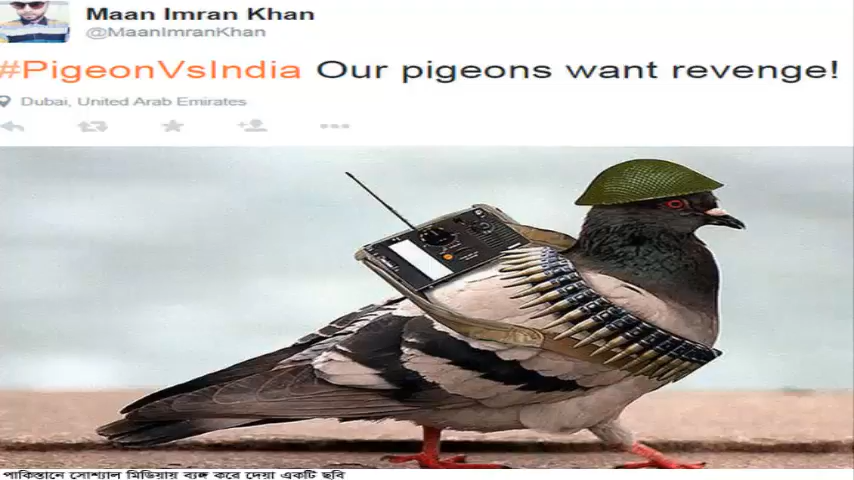 Maan Imran Khan
@MaanImranKhan
#PigeonVsIndia Our pigeons want revenge!
Dubai, United Arab Emirates
পাকিস্তানে সোশ্যাল মিডিয়ায় ব্যঙ্গ করে দেয়া একটি ছবি